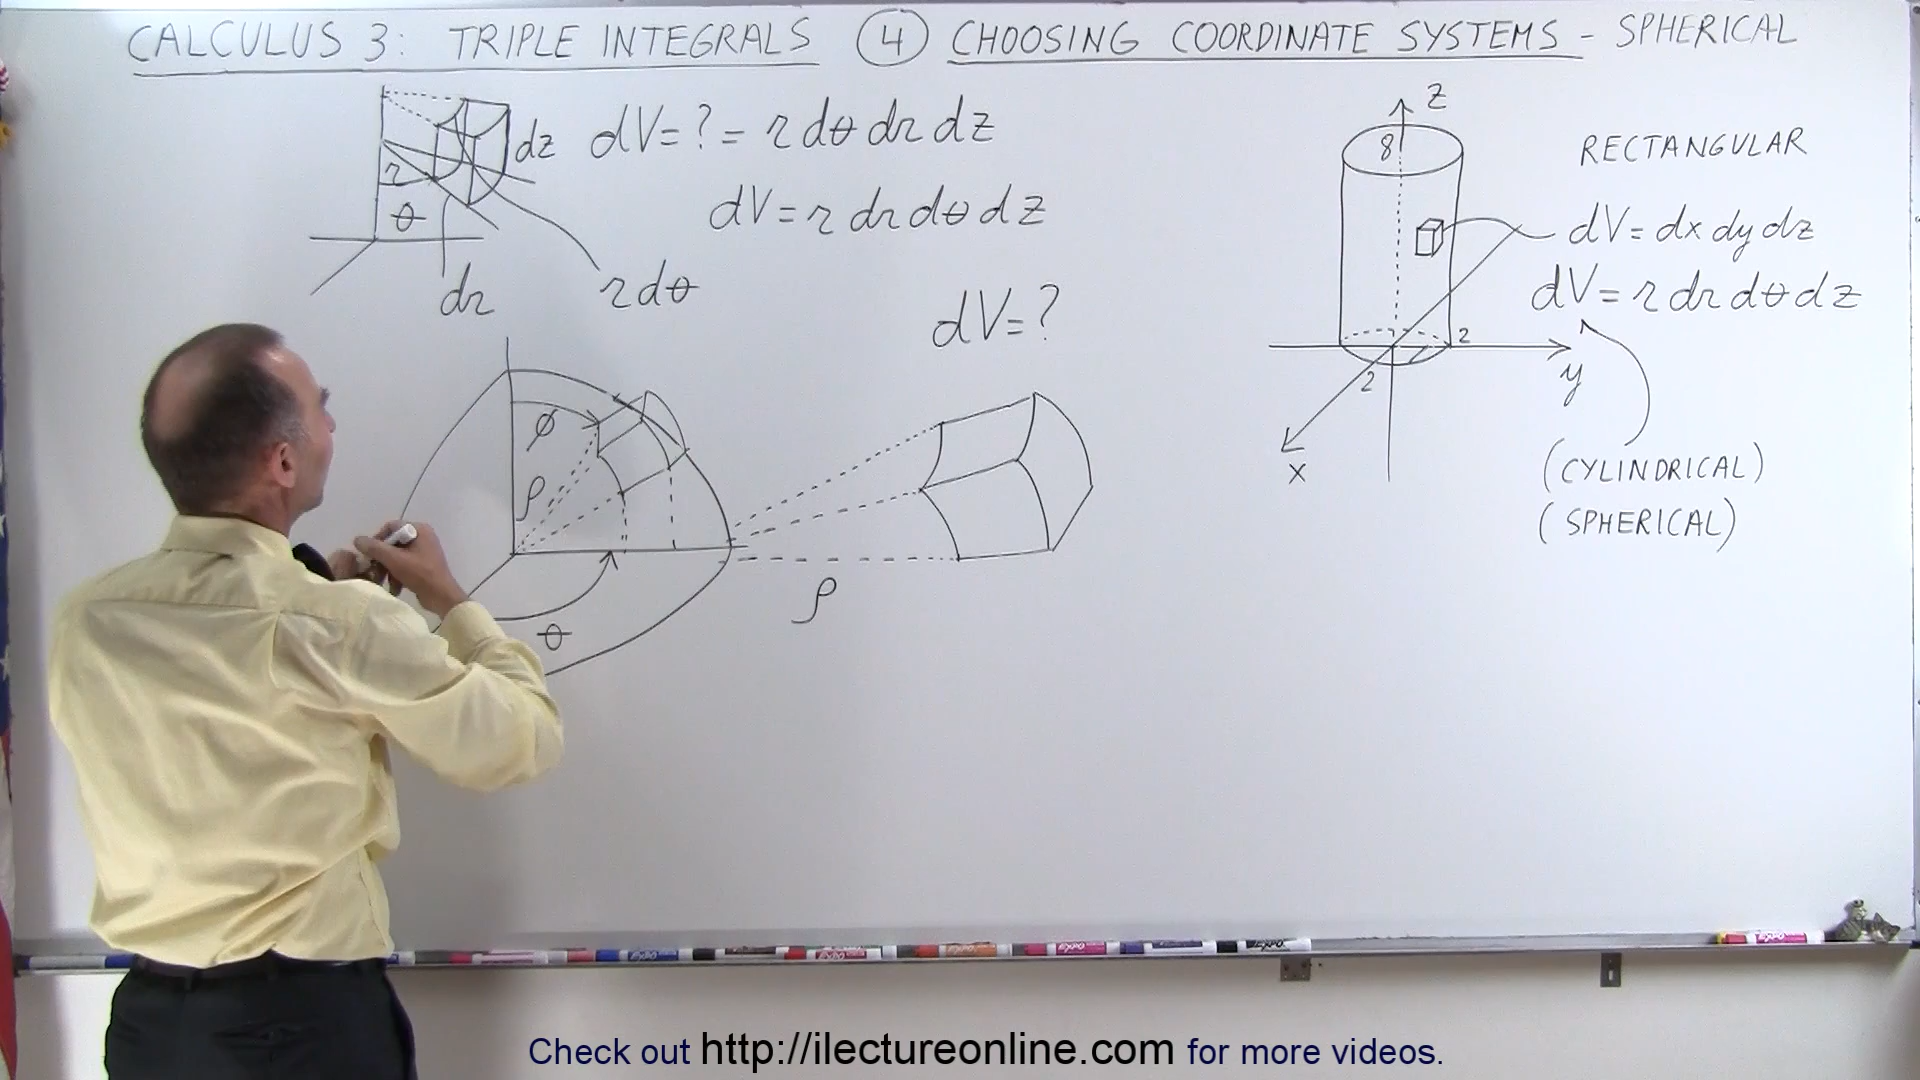 CALCULUS 3: TRIPLE INTEGRALS ④ CHOOSING COORDINATE SYSTEMS - SPHERICAL
dz dV = ? = r dθ dr dz
r
θ
dV = r dr dθ dz
dr
r dθ
dV = ?
ϕ
ρ
θ
ρ
z
8
RECTANGULAR
dV = dx dy dz
dV = r dr dθ dz
2
y
2
x
(CYLINDRICAL)
(SPHERICAL)
EXPO
Check out http://ilectureonline.com for more videos.